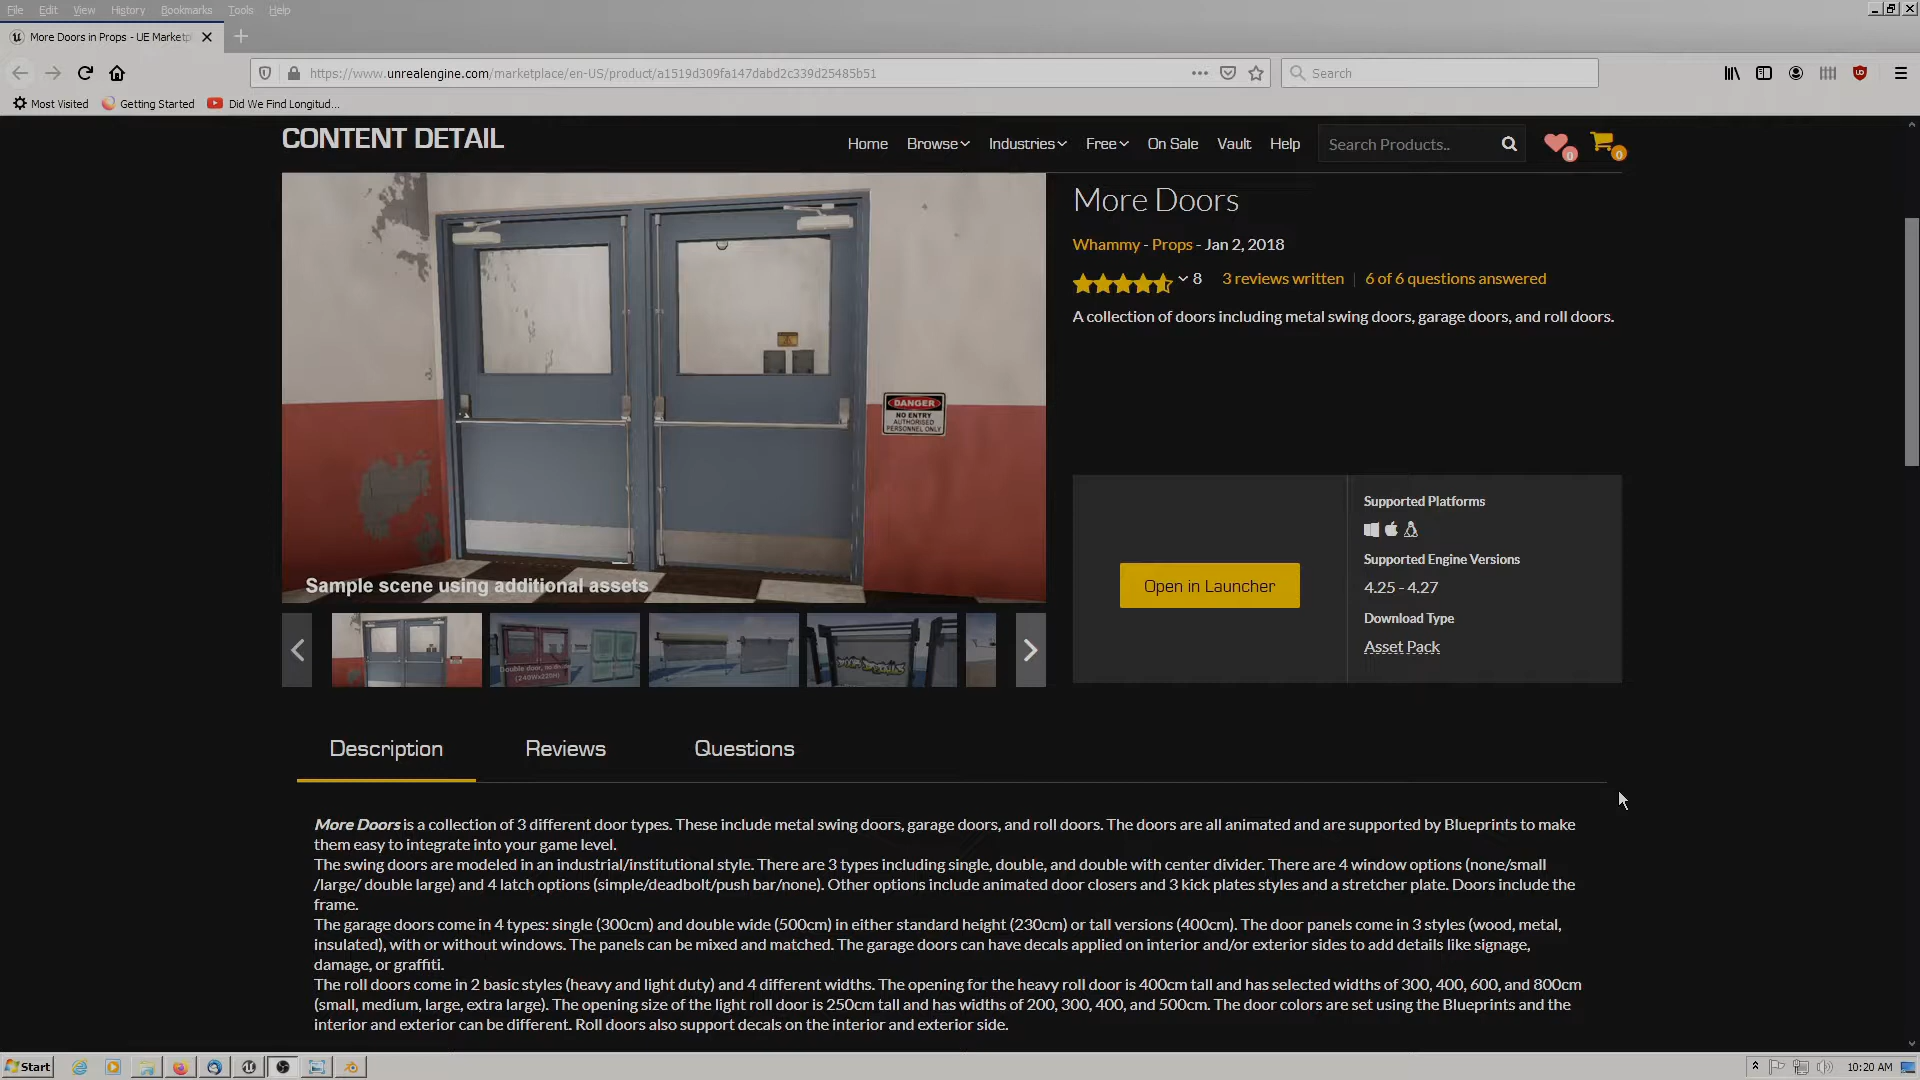 File Edit View History Bookmarks Tools Help
More Doors in Props - UE Marketp
https://www.unrealengine.com/marketplace/en-US/product/a1519d309fa147dabd2c339d25485b51
Search
Most Visited Getting Started Did We Find Longitud...
CONTENT DETAIL
Home Browse Industries Free On Sale Vault Help
Search Products..
0
0
More Doors
Whammy - Props - Jan 2, 2018
8 3 reviews written | 6 of 6 questions answered
A collection of doors including metal swing doors, garage doors, and roll doors.
DANGER
NO ENTRY
AUTHORISED
PERSONNEL ONLY
Sample scene using additional assets
Double door, no divider
(240Wx220H)
Open in Launcher
Supported Platforms
Supported Engine Versions
4.25 - 4.27
Download Type
Asset Pack
Description Reviews Questions
More Doors is a collection of 3 different door types. These include metal swing doors, garage doors, and roll doors. The doors are all animated and are supported by Blueprints to make
them easy to integrate into your game level.
The swing doors are modeled in an industrial/institutional style. There are 3 types including single, double, and double with center divider. There are 4 window options (none/small
/large/ double large) and 4 latch options (simple/deadbolt/push bar/none). Other options include animated door closers and 3 kick plates styles and a stretcher plate. Doors include the
frame.
The garage doors come in 4 types: single (300cm) and double wide (500cm) in either standard height (230cm) or tall versions (400cm). The door panels come in 3 styles (wood, metal,
insulated), with or without windows. The panels can be mixed and matched. The garage doors can have decals applied on interior and/or exterior sides to add details like signage,
damage, or graffiti.
The roll doors come in 2 basic styles (heavy and light duty) and 4 different widths. The opening for the heavy roll door is 400cm tall and has selected widths of 300, 400, 600, and 800cm
(small, medium, large, extra large). The opening size of the light roll door is 250cm tall and has widths of 200, 300, 400, and 500cm. The door colors are set using the Blueprints and the
interior and exterior can be different. Roll doors also support decals on the interior and exterior side.
Start
10:20 AM